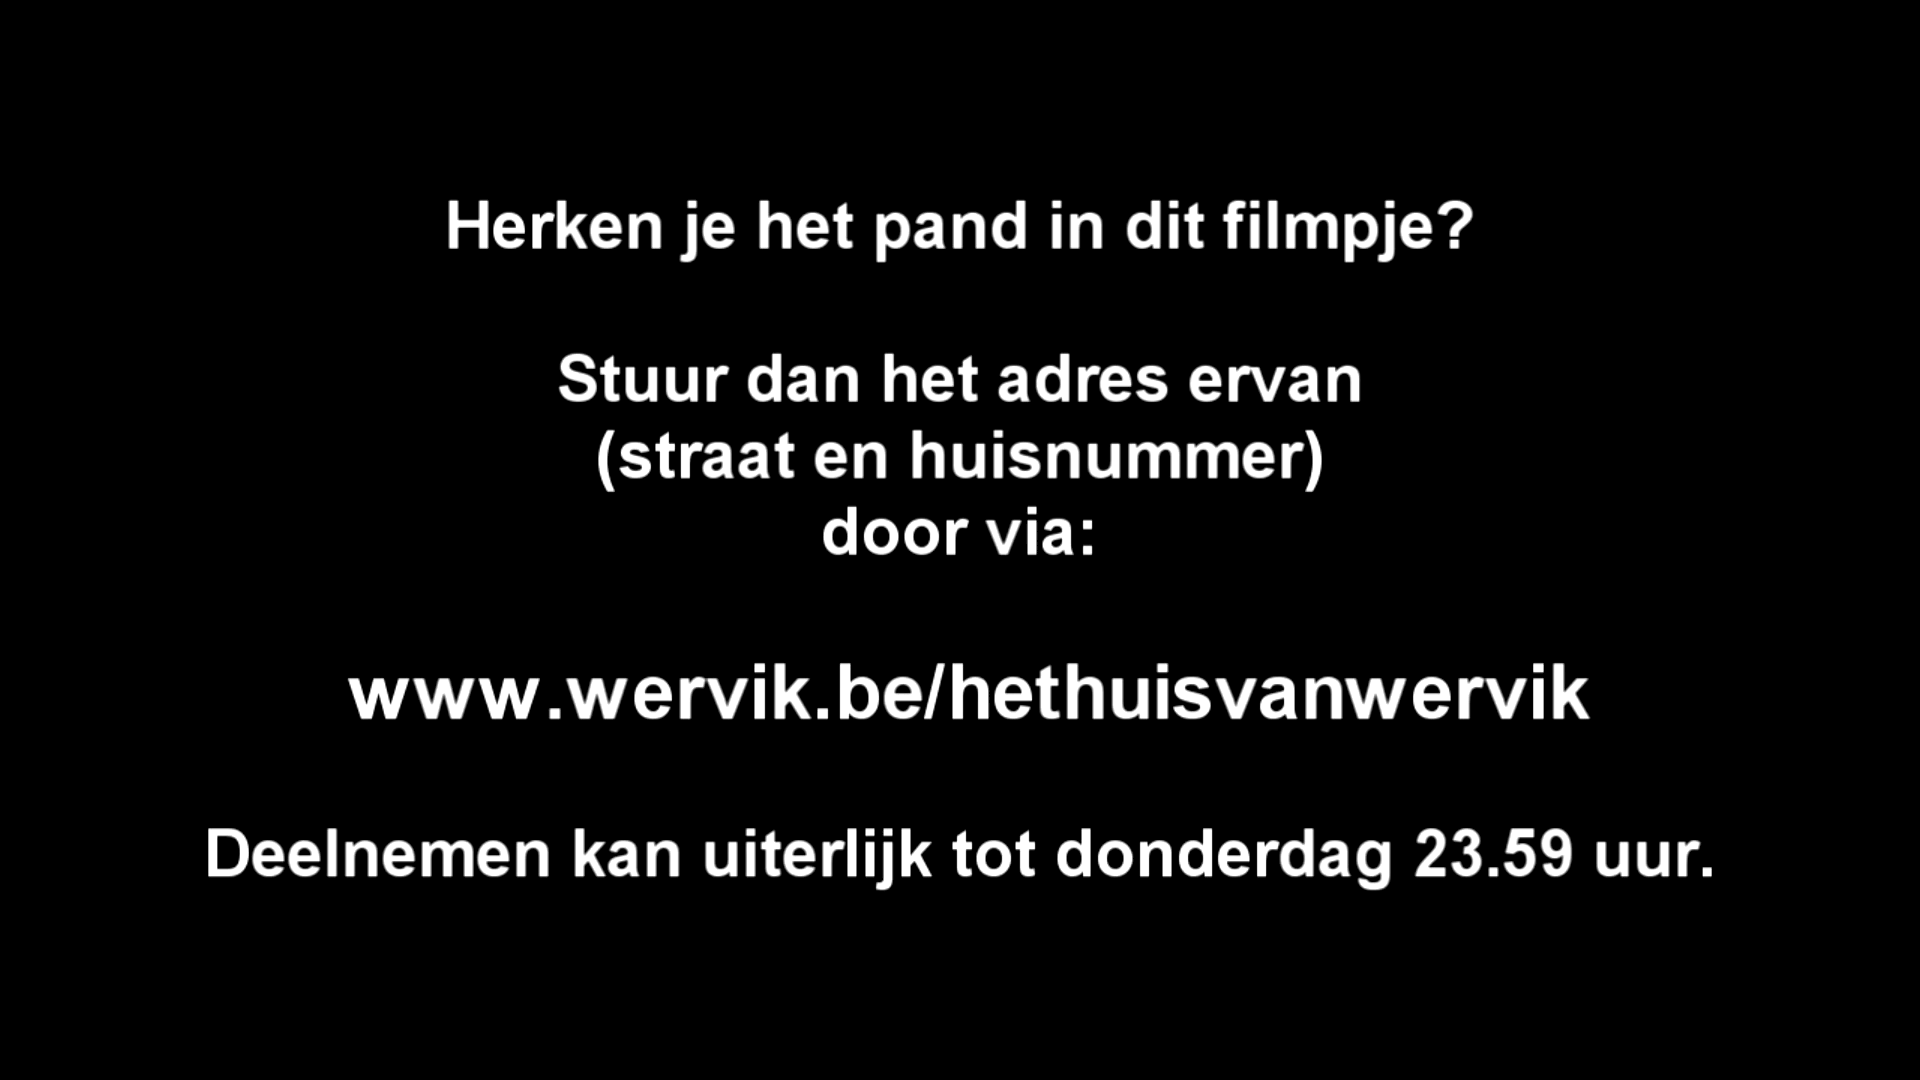 Herken je het pand in dit filmpje?
Stuur dan het adres ervan
(straat en huisnummer)
door via:
www.wervik.be/hethuisvanwervik
Deelnemen kan uiterlijk tot donderdag 23.59 uur.